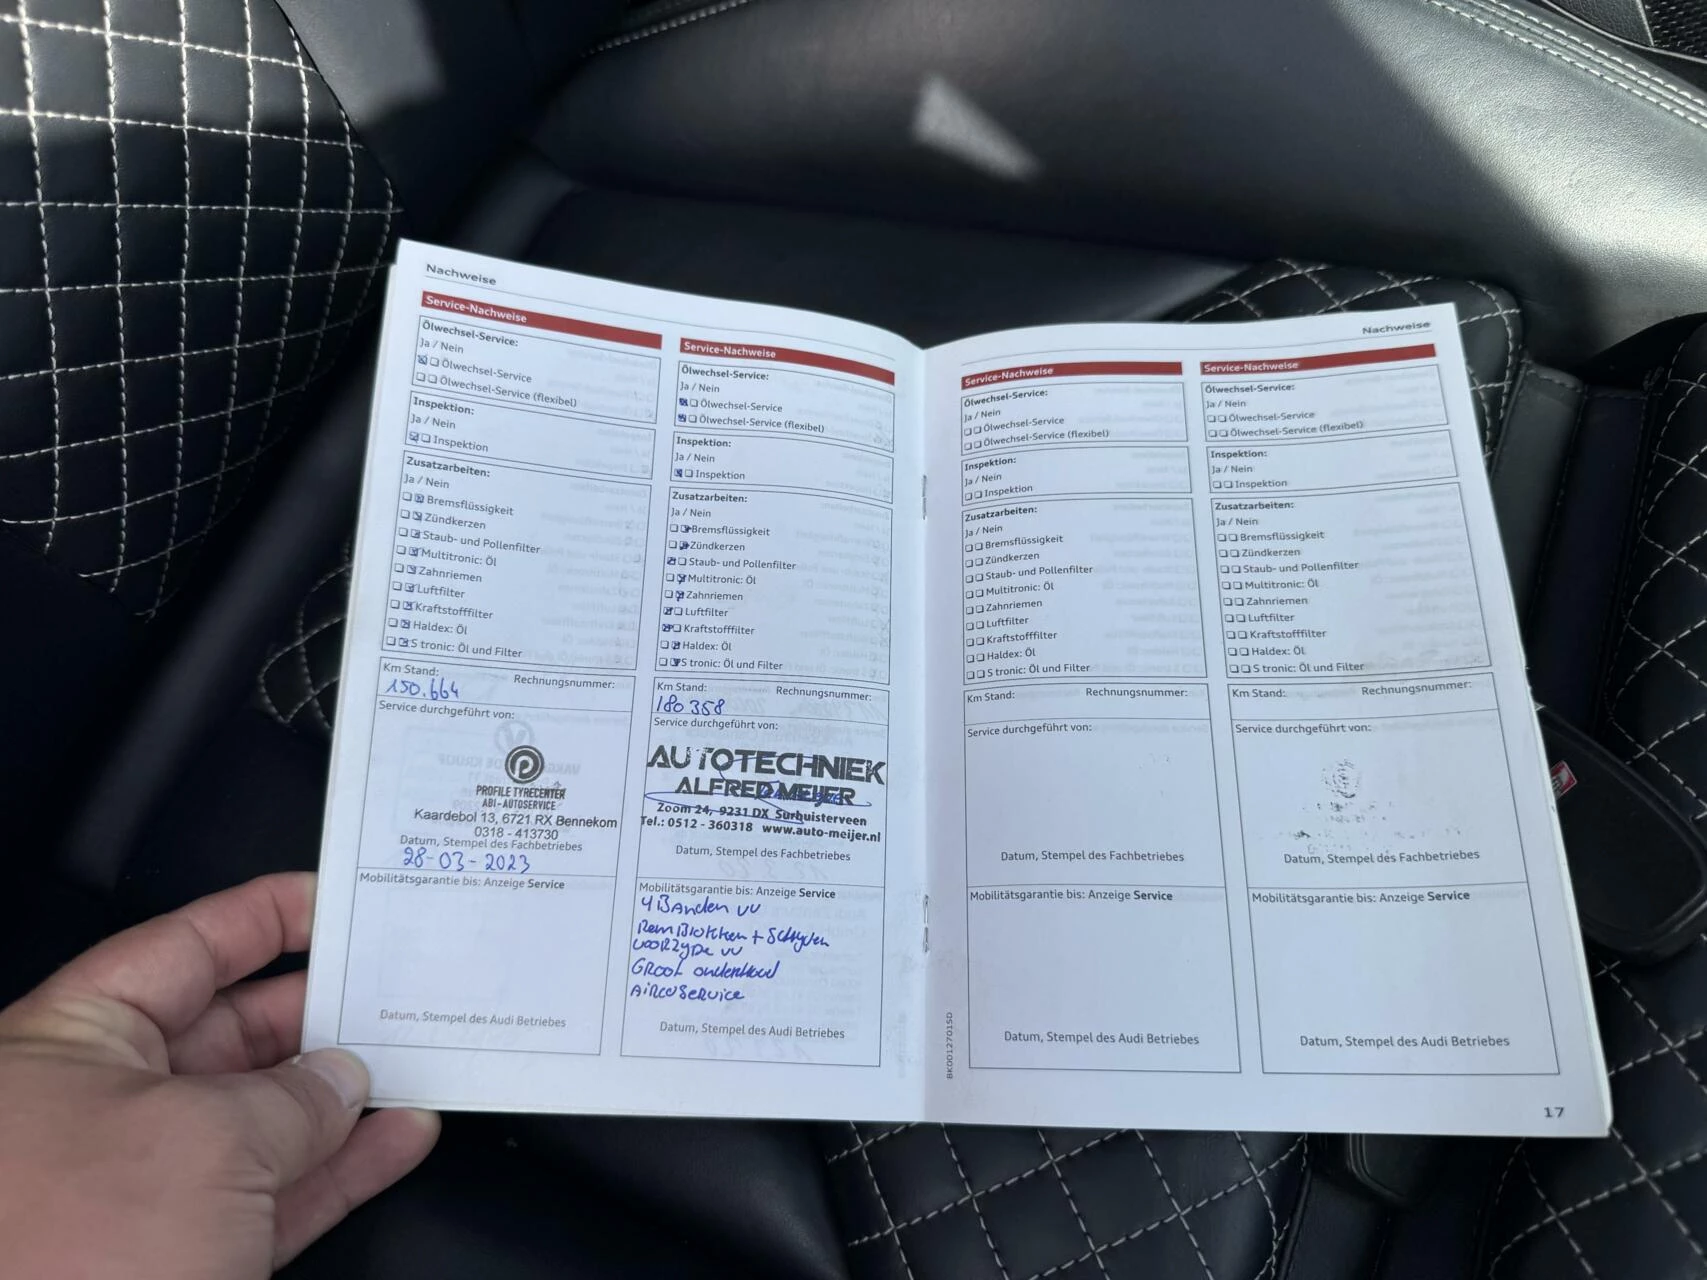 Nachweise
Service-Nachweise
Ölwechsel-Service:
Ja / Nein
Ölwechsel-Service
Ölwechsel-Service (flexibel)
Inspektion:
Ja / Nein
Inspektion
Zusatzarbeiten:
Ja / Nein
Bremsflüssigkeit
Zündkerzen
Staub- und Pollenfilter
Multitronic: Öl
Zahnriemen
Luftfilter
Kraftstofffilter
Haldex: Öl
S tronic: Öl und Filter
Km Stand: Rechnungsnummer:
150.664
Service durchgeführt von:
PROFILE TYRECENTER
ABI-AUTOSERVICE
Kaardebol 13, 6721 RX Bennekom
0318 - 413730
Datum, Stempel des Fachbetriebes
28-03-2023
Mobilitätsgarantie bis: Anzeige Service
Datum, Stempel des Audi Betriebes
Service-Nachweise
Ölwechsel-Service:
Ja / Nein
Ölwechsel-Service
Ölwechsel-Service (flexibel)
Inspektion:
Ja / Nein
Inspektion
Zusatzarbeiten:
Ja / Nein
Bremsflüssigkeit
Zündkerzen
Staub- und Pollenfilter
Multitronic: Öl
Zahnriemen
Luftfilter
Kraftstofffilter
Haldex: Öl
S tronic: Öl und Filter
Km Stand: Rechnungsnummer:
180 358
Service durchgeführt von:
AUTOTECHNIEK
ALFRED MEIJER
Zoom 24, 9231 DX Surhuisterveen
Tel.: 0512 - 360318 www.auto-meijer.nl
Datum, Stempel des Fachbetriebes
Mobilitätsgarantie bis: Anzeige Service
4 Banden vv
RemBlokken + Schyven
voorzyde vv
Groot onderhoud
Aircoservice
Datum, Stempel des Audi Betriebes
Nachweise
Service-Nachweise
Ölwechsel-Service:
Ja / Nein
Ölwechsel-Service
Ölwechsel-Service (flexibel)
Inspektion:
Ja / Nein
Inspektion
Zusatzarbeiten:
Ja / Nein
Bremsflüssigkeit
Zündkerzen
Staub- und Pollenfilter
Multitronic: Öl
Zahnriemen
Luftfilter
Kraftstofffilter
Haldex: Öl
S tronic: Öl und Filter
Km Stand: Rechnungsnummer:
Service durchgeführt von:
Datum, Stempel des Fachbetriebes
Mobilitätsgarantie bis: Anzeige Service
Datum, Stempel des Audi Betriebes
Service-Nachweise
Ölwechsel-Service:
Ja / Nein
Ölwechsel-Service
Ölwechsel-Service (flexibel)
Inspektion:
Ja / Nein
Inspektion
Zusatzarbeiten:
Ja / Nein
Bremsflüssigkeit
Zündkerzen
Staub- und Pollenfilter
Multitronic: Öl
Zahnriemen
Luftfilter
Kraftstofffilter
Haldex: Öl
S tronic: Öl und Filter
Km Stand: Rechnungsnummer:
Service durchgeführt von:
Datum, Stempel des Fachbetriebes
Mobilitätsgarantie bis: Anzeige Service
Datum, Stempel des Audi Betriebes
BK0012701SD
17